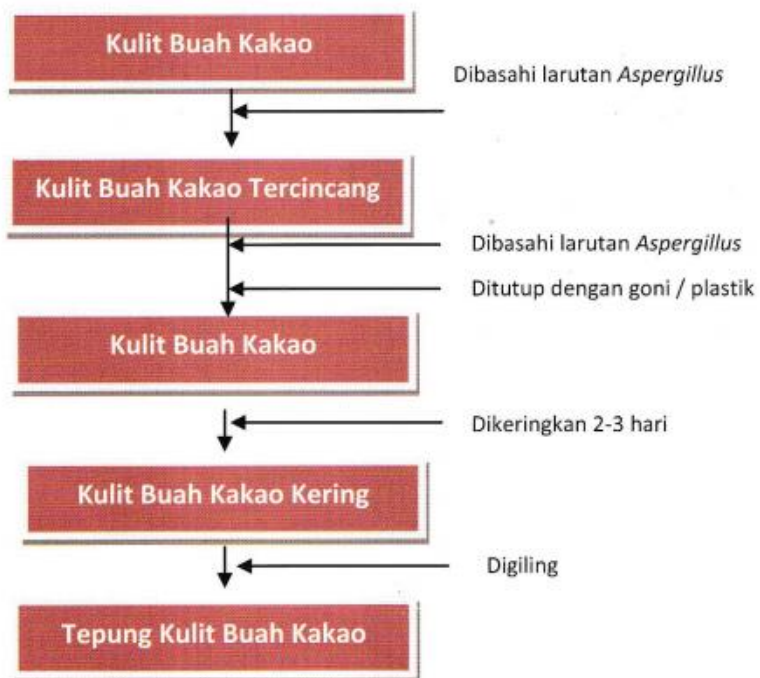 Kulit Buah Kakao
Dibasahi larutan Aspergillus
Kulit Buah Kakao Tercincang
Dibasahi larutan Aspergillus
Ditutup dengan goni / plastik
Kulit Buah Kakao
Dikeringkan 2-3 hari
Kulit Buah Kakao Kering
Digiling
Tepung Kulit Buah Kakao